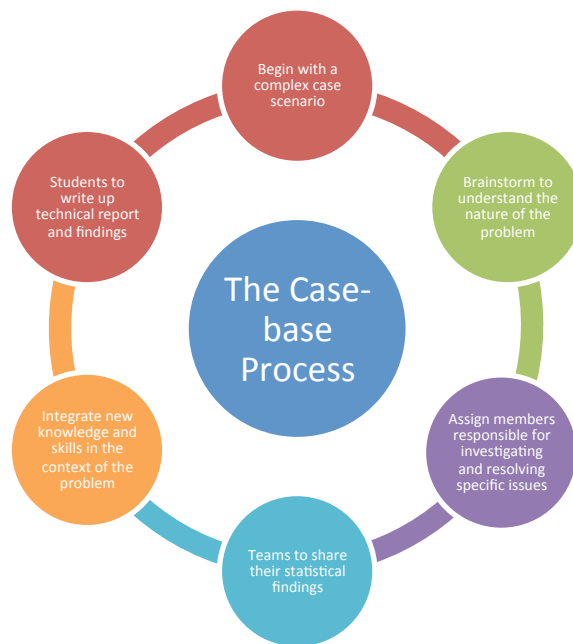 Begin with a
complex case
scenario
Brainstorm to
understand the
nature of the
problem
Assign members
responsible for
investigating
and resolving
specific issues
Teams to share
their statistical
findings
Integrate new
knowledge and
skills in the
context of the
problem
Students to
write up
technical report
and findings
The Case-
base
Process